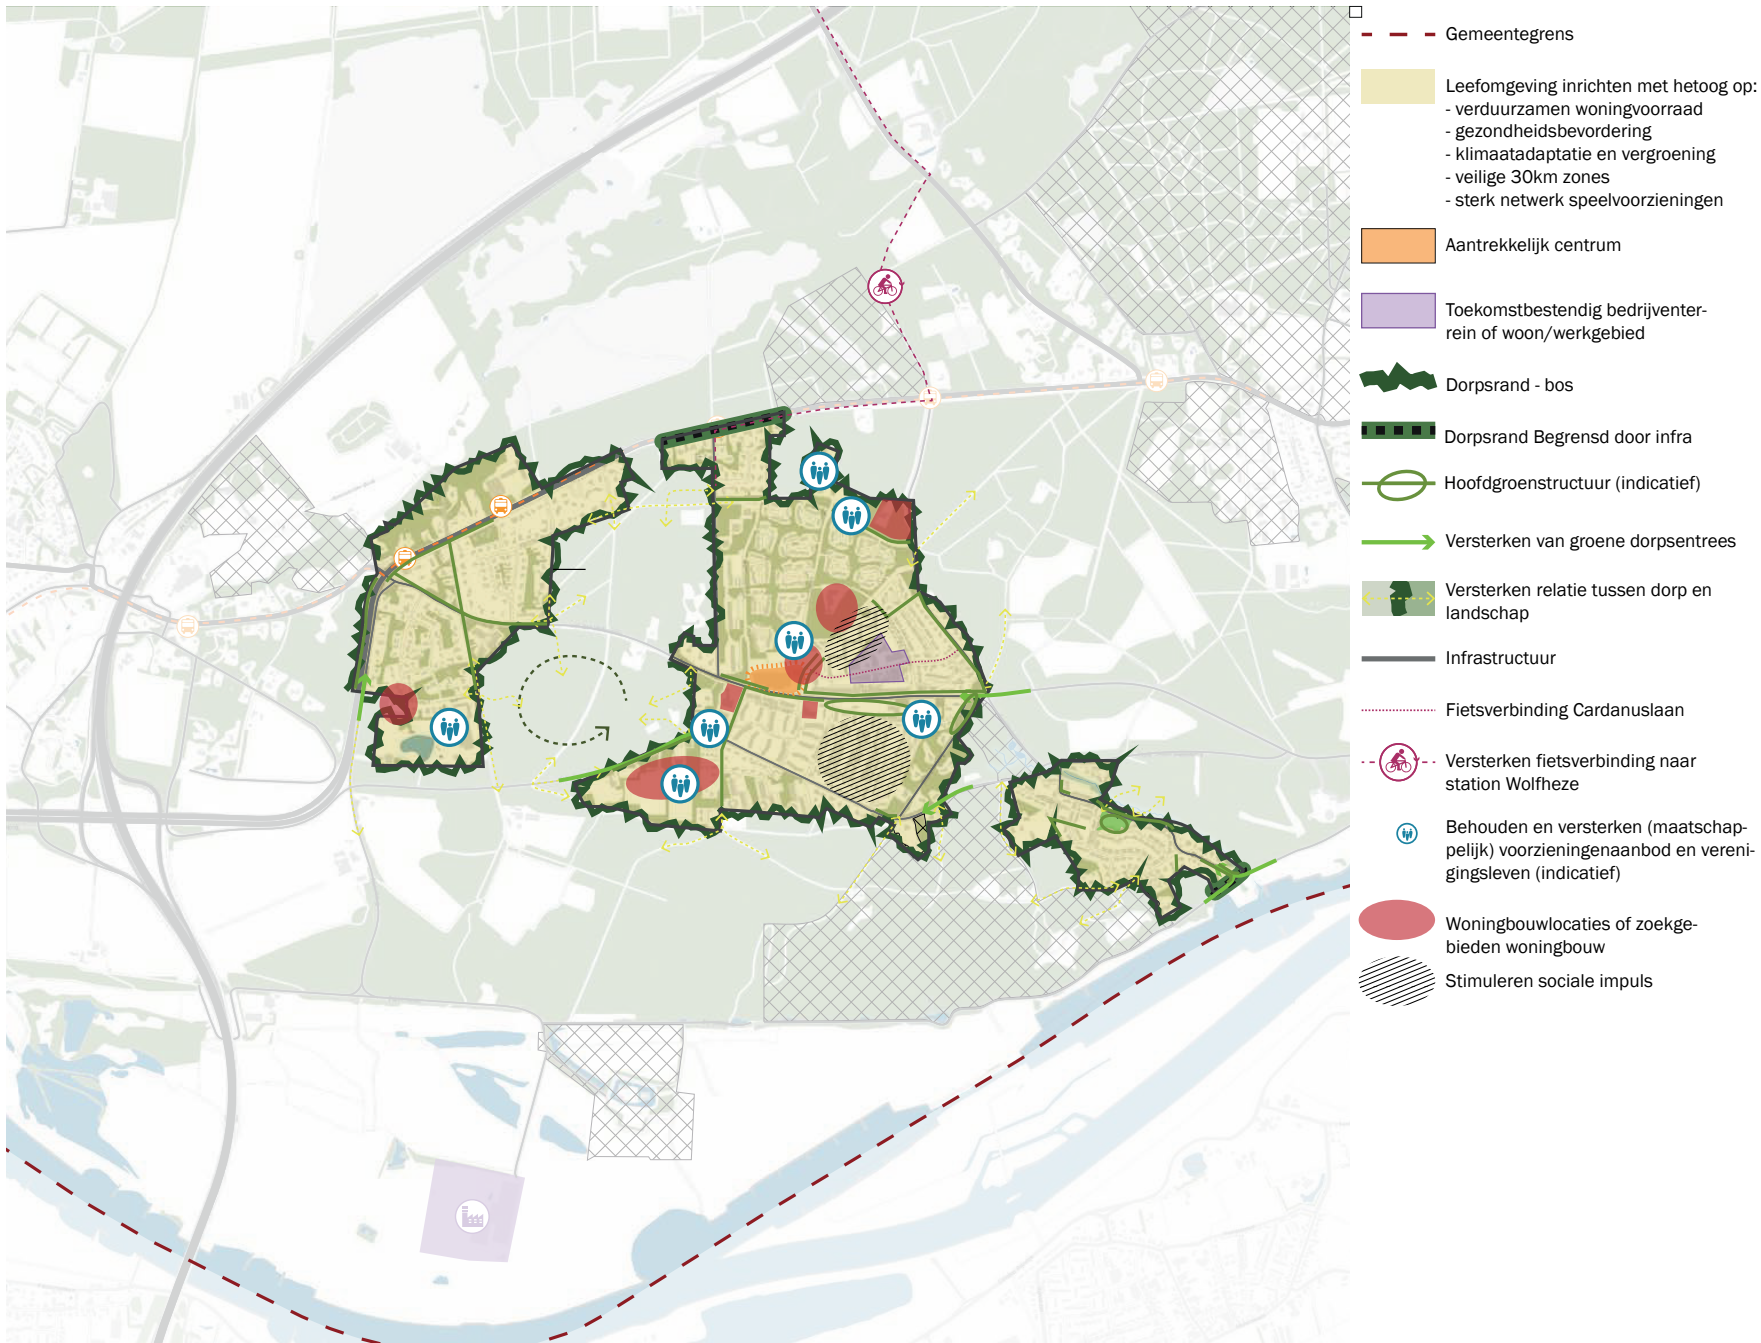 Gemeentegrens
Leefomgeving inrichten met hetoog op:
- verduurzamen woningvoorraad
- gezondheidsbevordering
- klimaatadaptatie en vergroening
- veilige 30km zones
- sterk netwerk speelvoorzieningen
Aantrekkelijk centrum
Toekomstbestendig bedrijventer-
rein of woon/werkgebied
Dorpsrand - bos
Dorpsrand Begrensd door infra
Hoofdgroenstructuur (indicatief)
Versterken van groene dorpsentrees
Versterken relatie tussen dorp en
landschap
Infrastructuur
Fietsverbinding Cardanuslaan
Versterken fietsverbinding naar
station Wolfheze
Behouden en versterken (maatschap-
pelijk) voorzieningenaanbod en vereni-
gingsleven (indicatief)
Woningbouwlocaties of zoekge-
bieden woningbouw
Stimuleren sociale impuls